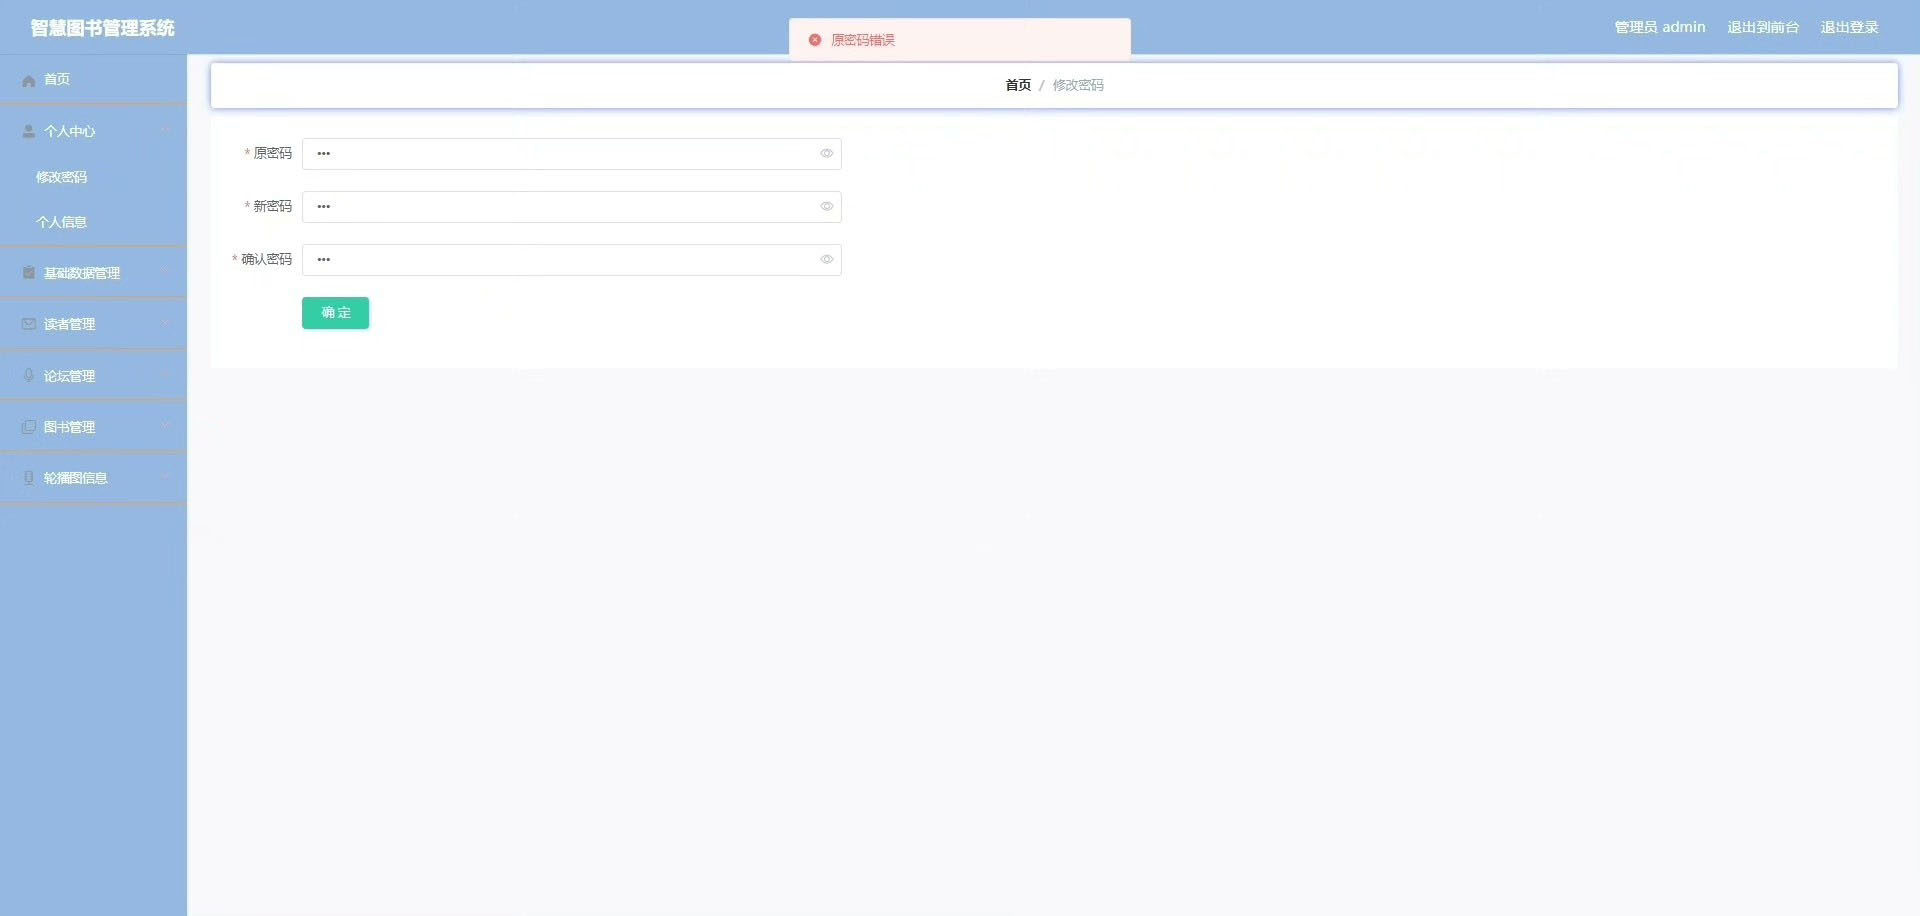 智慧图书管理系统
原密码错误
管理员 admin 退出到前台 退出登录
首页
个人中心
修改密码
个人信息
基础数据管理
读者管理
论坛管理
图书管理
轮播图信息
首页 / 修改密码
* 原密码 •••
* 新密码 •••
* 确认密码 •••
确 定